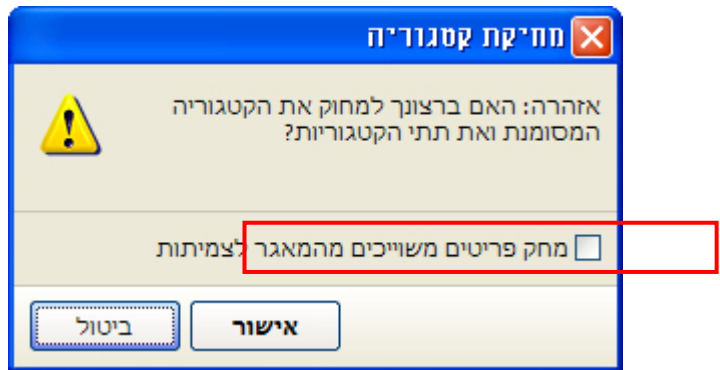 מחיקת קטגוריה
אזהרה: האם ברצונך למחוק את הקטגוריה
המסומנת ואת תתי הקטגוריות?
מחק פריטים משוייכים מהמאגר לצמיתות
אישור
ביטול